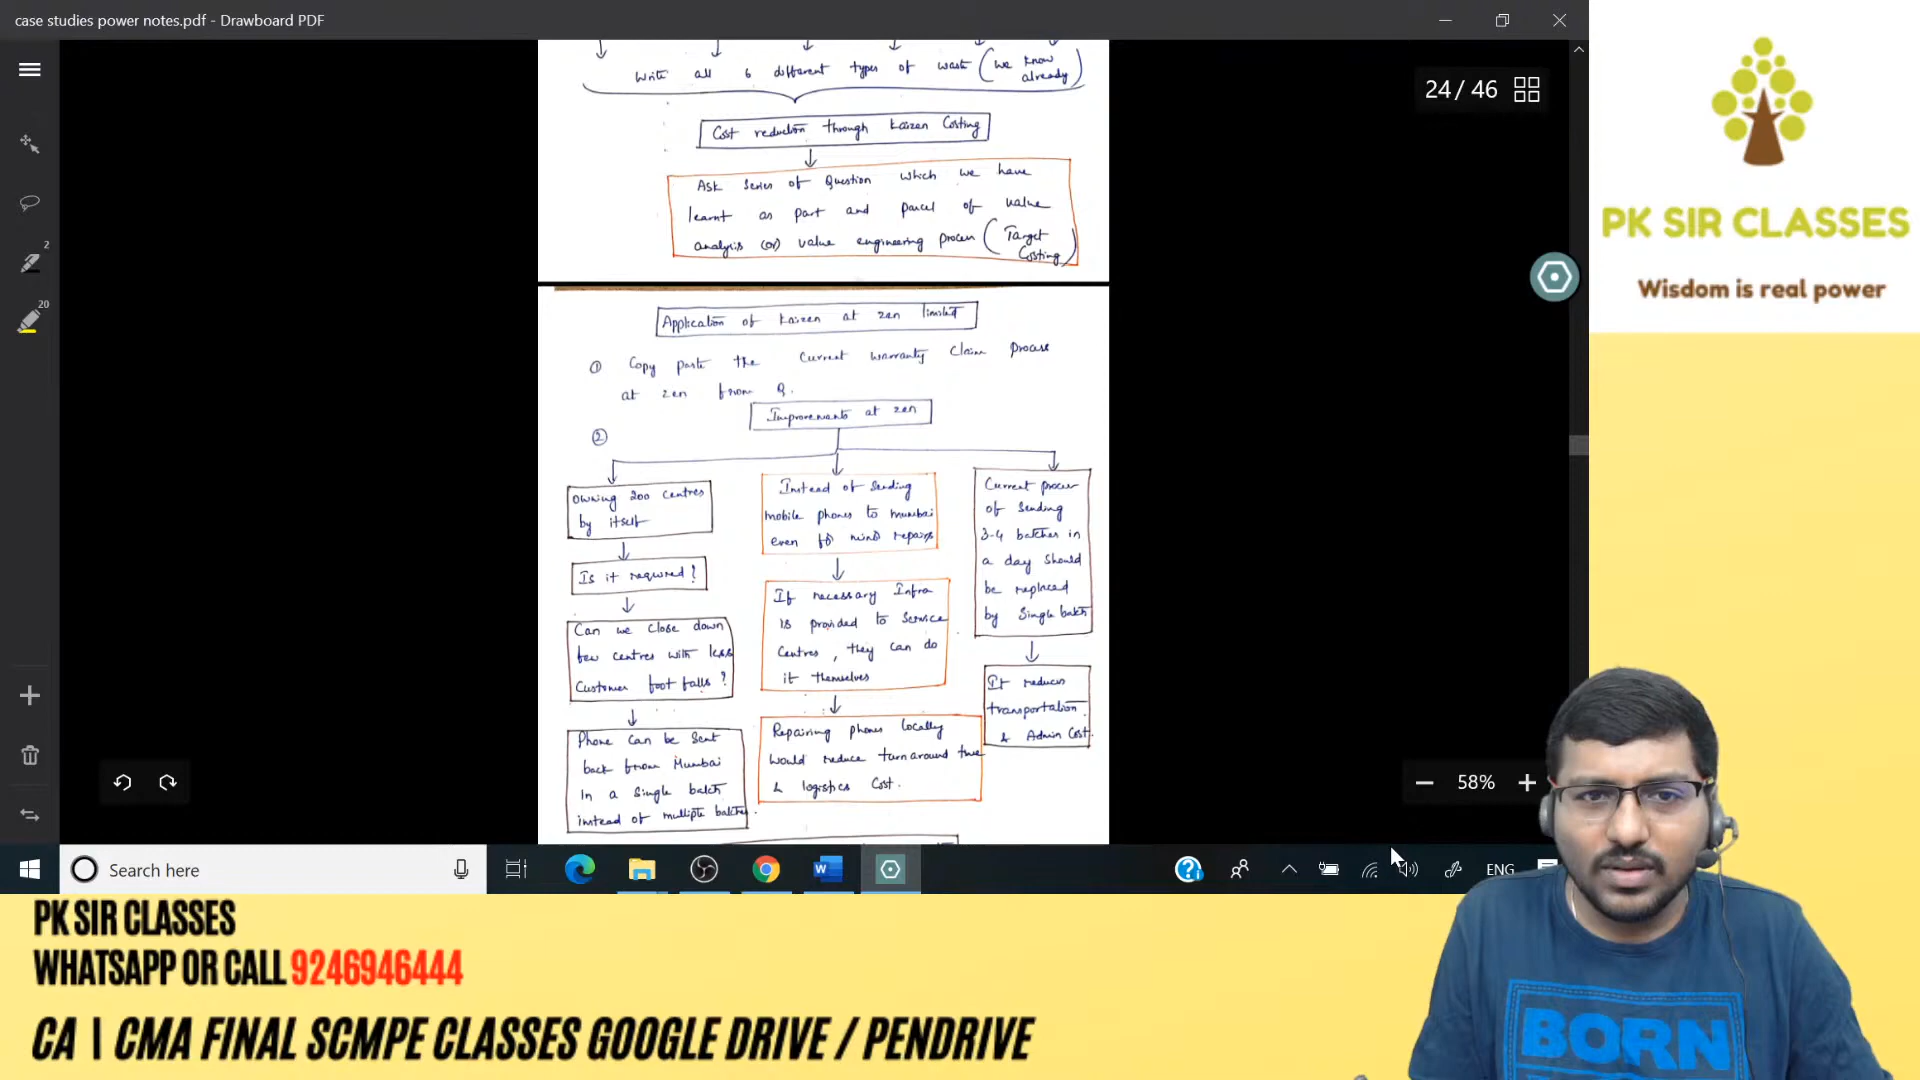 case studies power notes.pdf - Drawboard PDF
24 / 46
Write all 6 different types of waste (we know already)
Cost reduction through Kaizen Costing
Ask series of Question which we have
learnt as part and parcel of value
analysis (or) value engineering process (Target Costing)
Application of Kaizen at zen limited
① Copy paste the current warranty claim process
at zen from Q.
Improvements at zen
②
Owning 200 centres
by itself
Is it required?
Can we close down
few centres with less
Customer foot falls?
Phone can be sent
back from Mumbai
In a single batch
instead of multiple batches.
Instead of sending
mobile phones to mumbai
even for minor repairs
If necessary Infra
is provided to service
centres, they can do
it themselves
Repairing phones locally
would reduce turnaround time
& logistics cost.
Current process
of sending
3-4 batches in
a day should
be replaced
by single batch
It reduces
transportation
& Admin Cost.
2
20
58%
Search here
ENG
PK SIR CLASSES
Wisdom is real power
PK SIR CLASSES
WHATSAPP OR CALL 9246946444
CA \ CMA FINAL SCMPE CLASSES GOOGLE DRIVE / PENDRIVE
BORN